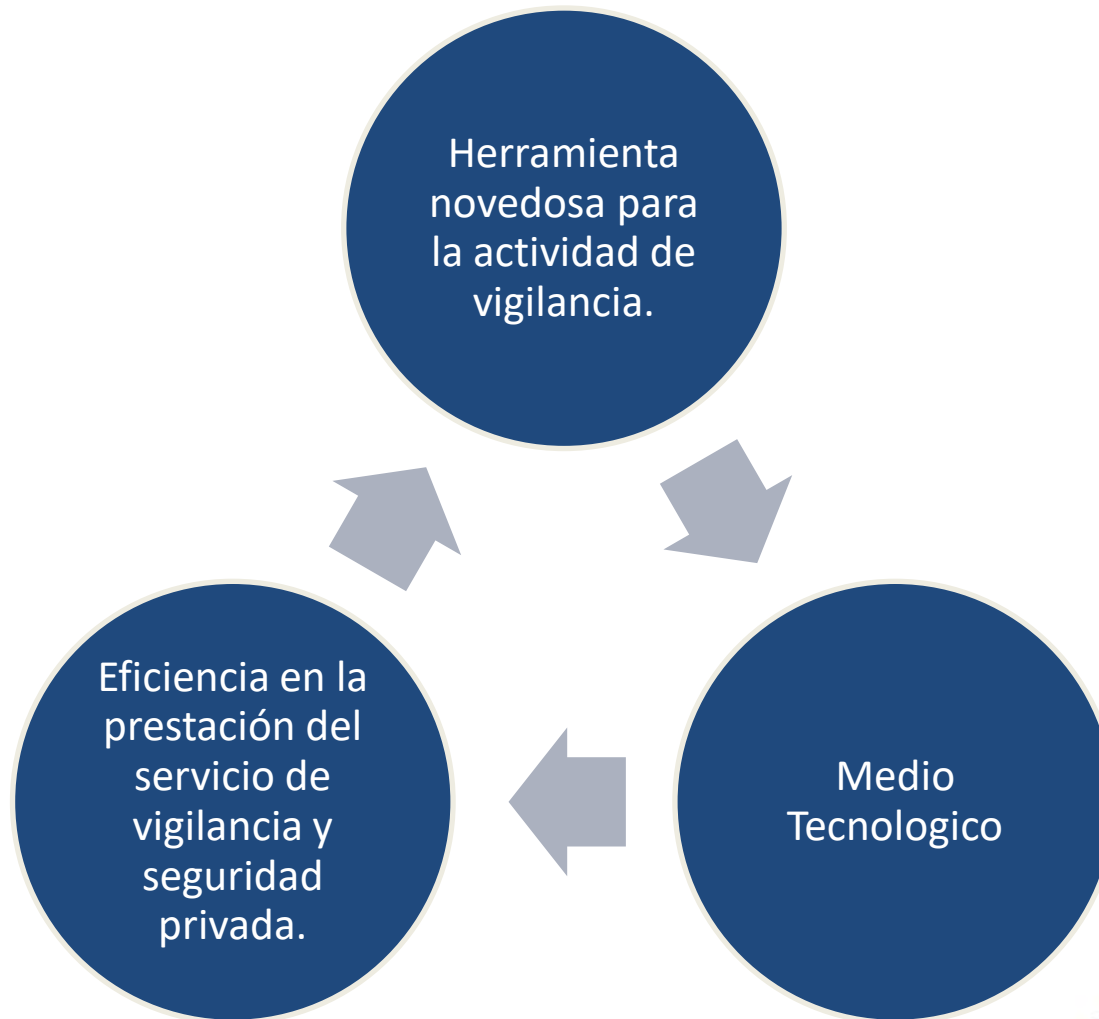 Herramienta
novedosa para
la actividad de
vigilancia.
Medio
Tecnologico
Eficiencia en la
prestación del
servicio de
vigilancia y
seguridad
privada.